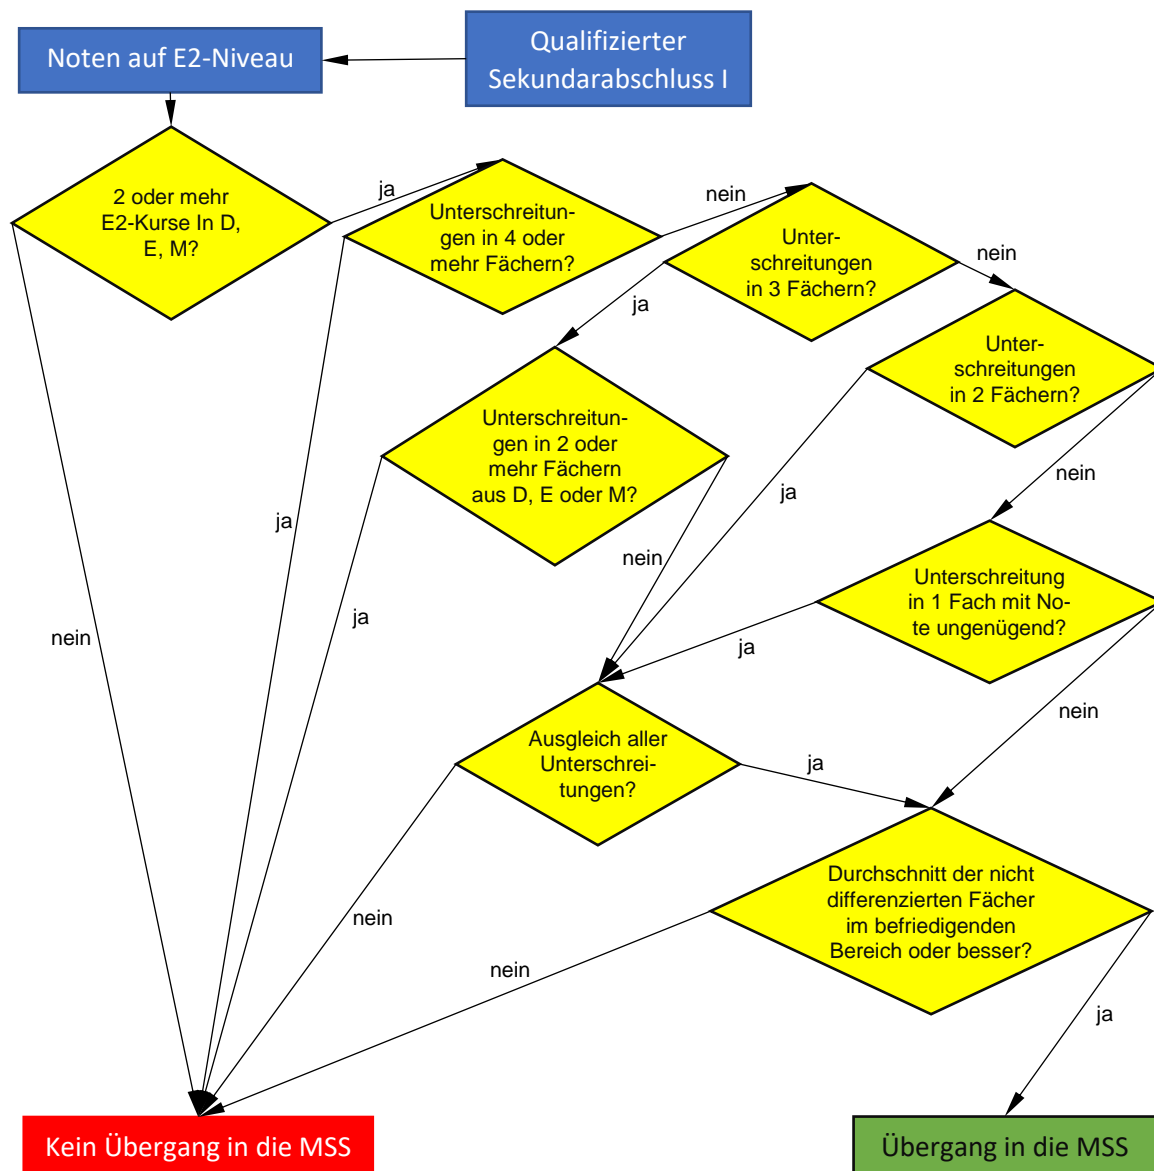 Noten auf E2-Niveau
Qualifizierter
Sekundarabschluss I
2 oder mehr
E2-Kurse In D,
E, M?
ja
Unterschreitun-
gen in 4 oder
mehr Fächern?
nein
Unter-
schreitungen
in 3 Fächern?
nein
ja
Unter-
schreitungen
in 2 Fächern?
Unterschreitun-
gen in 2 oder
mehr Fächern
aus D, E oder M?
nein
ja
ja
nein
Unterschreitung
in 1 Fach mit No-
te ungenügend?
nein
ja
ja
nein
Ausgleich aller
Unterschrei-
tungen?
ja
Durchschnitt der nicht
differenzierten Fächer
im befriedigenden
Bereich oder besser?
nein
nein
ja
Kein Übergang in die MSS
Übergang in die MSS